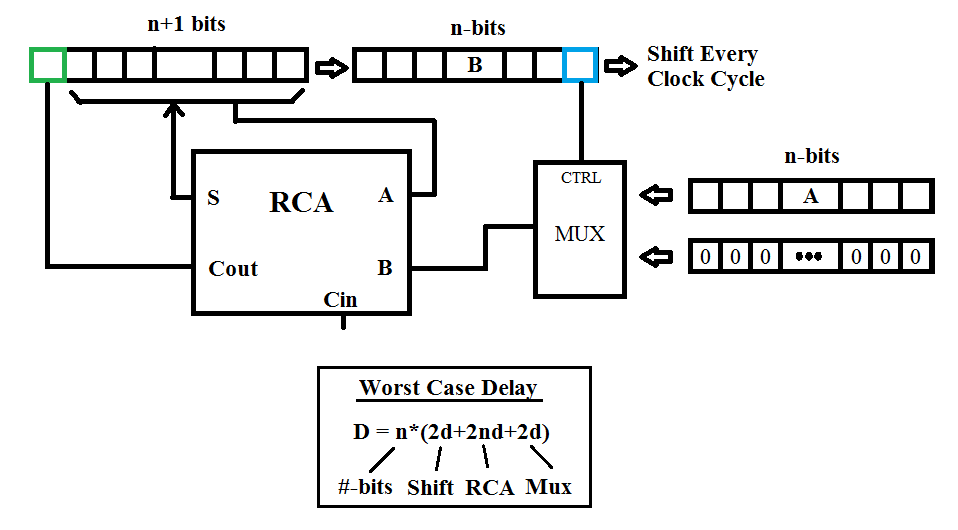 n+1 bits
n-bits
B
Shift Every
Clock Cycle
n-bits
A
0 0 0 ••• 0 0 0
CTRL
MUX
S
RCA
A
Cout
B
Cin
Worst Case Delay
D = n*(2d+2nd+2d)
#-bits Shift RCA Mux